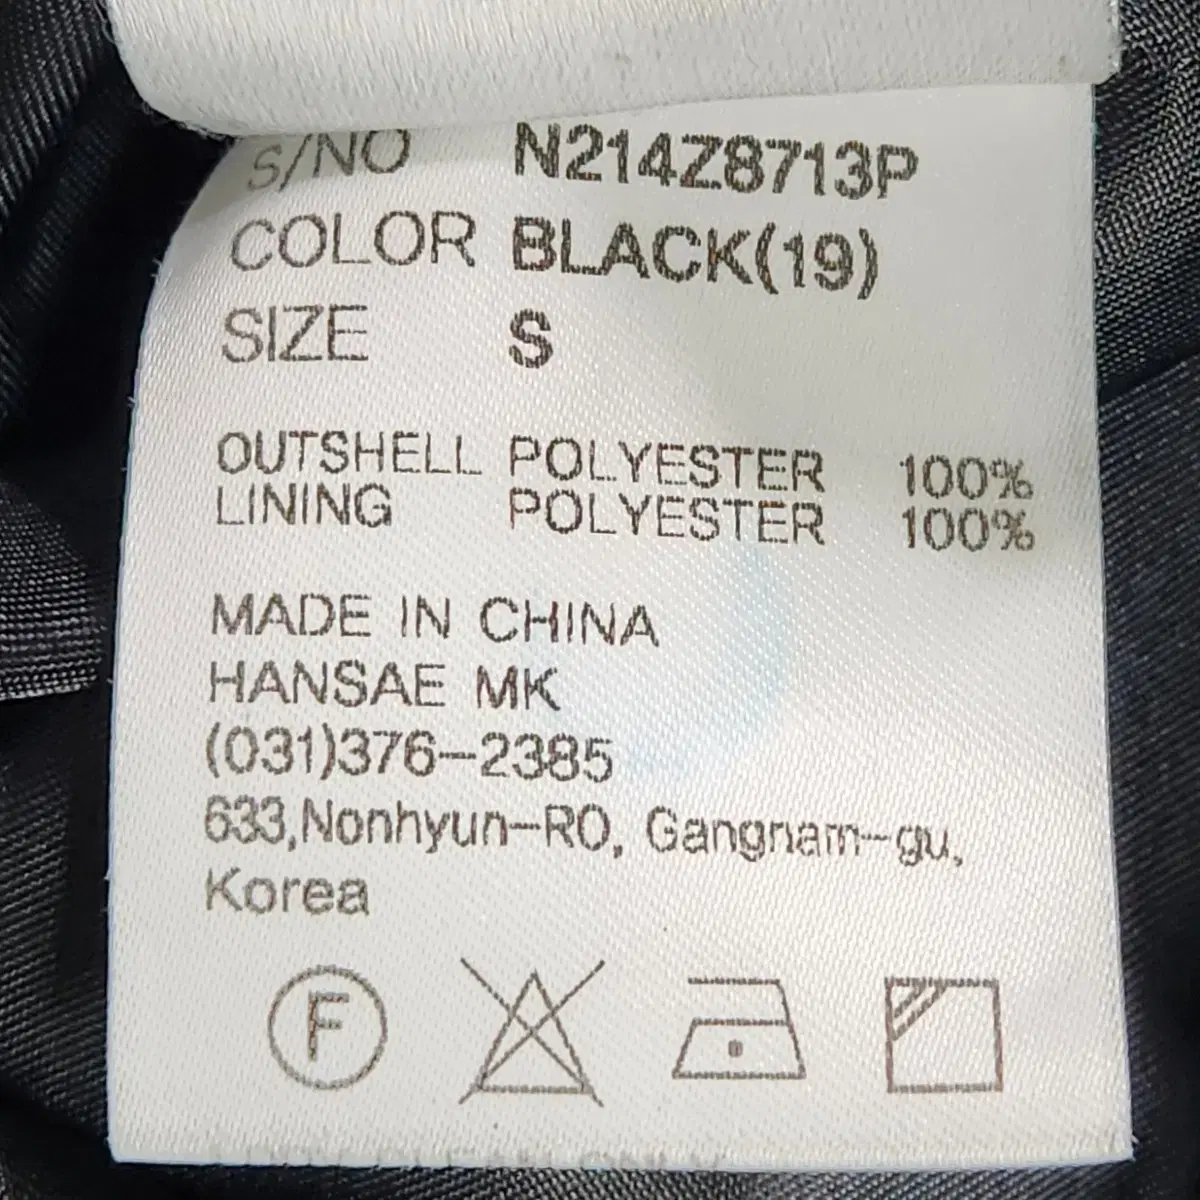 S/NO N214Z8713P
COLOR BLACK(19)
SIZE S
OUTSHELL POLYESTER 100%
LINING POLYESTER 100%
MADE IN CHINA
HANSAE MK
(031)376-2385
633,Nonhyun-RO, Gangnam-gu,
Korea
F